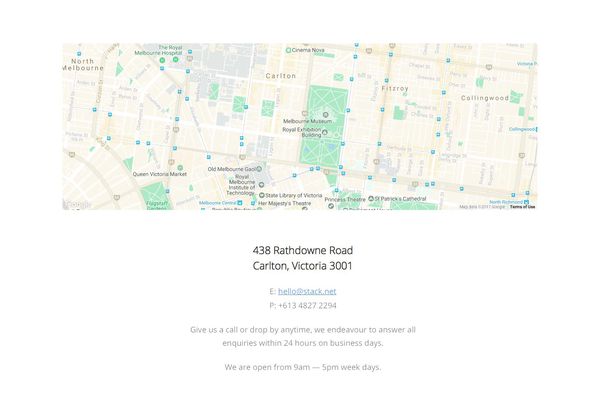 The Royal
Melbourne Hospital
Cinema Nova
North
Melbourne
Carlton
Fitzroy
Collingwood
Melbourne Museum
Royal Exhibition
Building
Collingwood
Queen Victoria Market
Old Melbourne Gaol
Royal
Melbourne
Institute of
Technology
State Library of Victoria
Princess Theatre
St Patrick's Cathedral
Flagstaff
Gardens
Melbourne Central
Her Majesty's Theatre
North Richmond
Google
Map data ©2017 Google
Terms of Use
438 Rathdowne Road
Carlton, Victoria 3001
E: hello@stack.net
P: +613 4827 2294
Give us a call or drop by anytime, we endeavour to answer all
enquiries within 24 hours on business days.
We are open from 9am — 5pm week days.